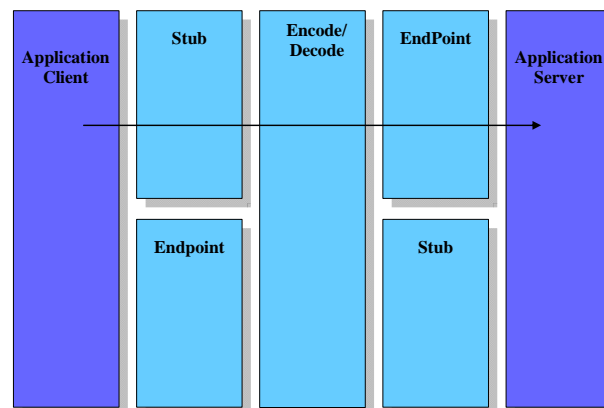 Application
Client
Stub
Encode/
Decode
EndPoint
Application
Server
Endpoint
Stub